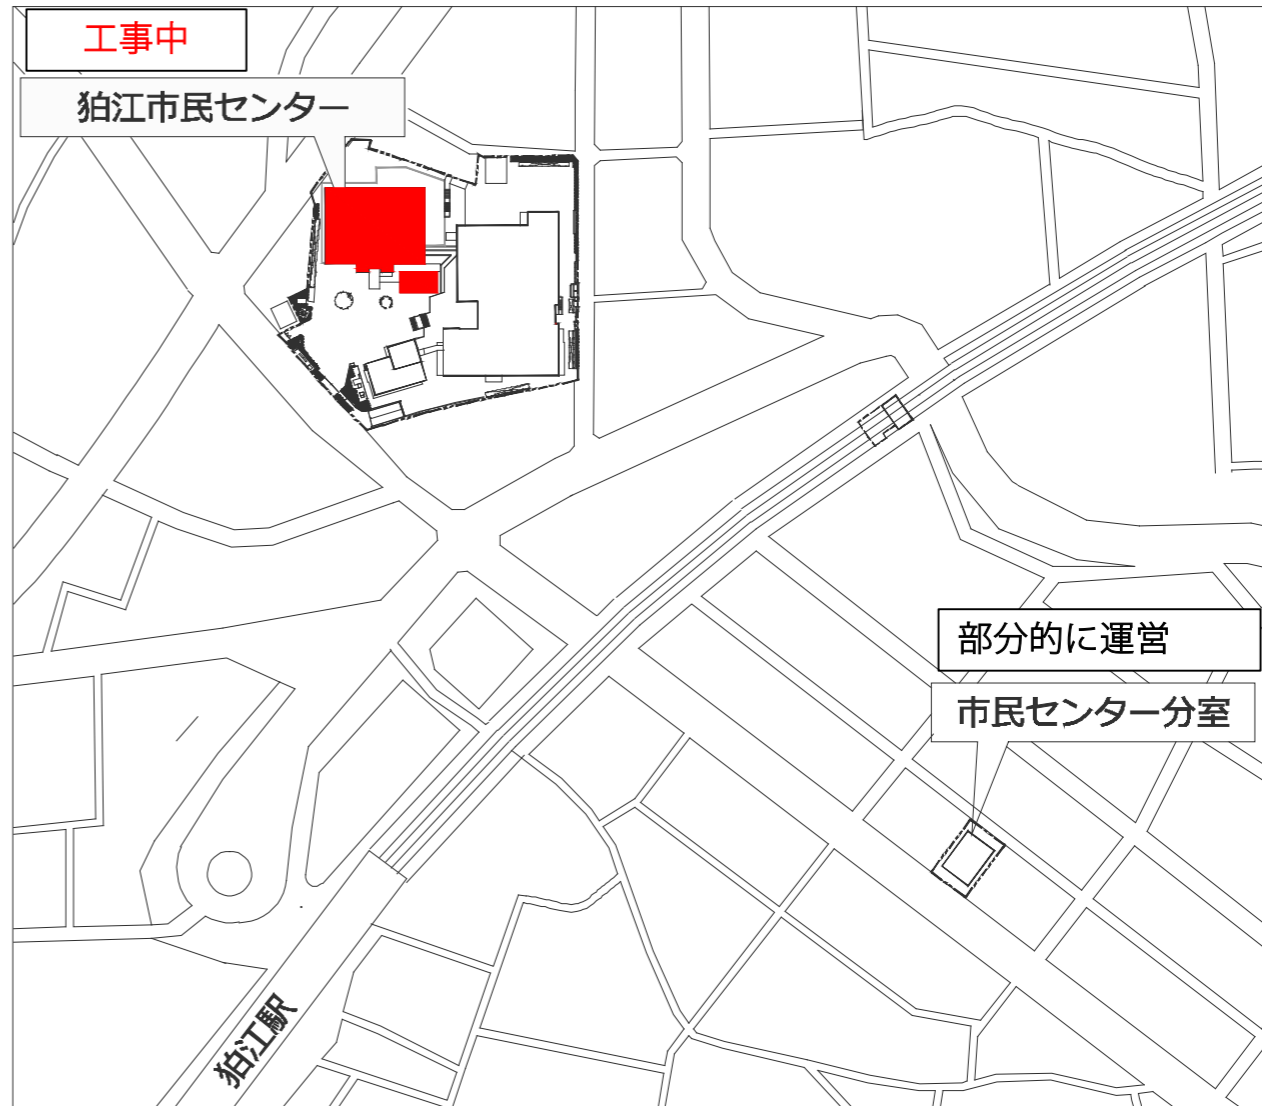 工事中
狛江市民センター
部分的に運営
市民センター分室
狛江駅